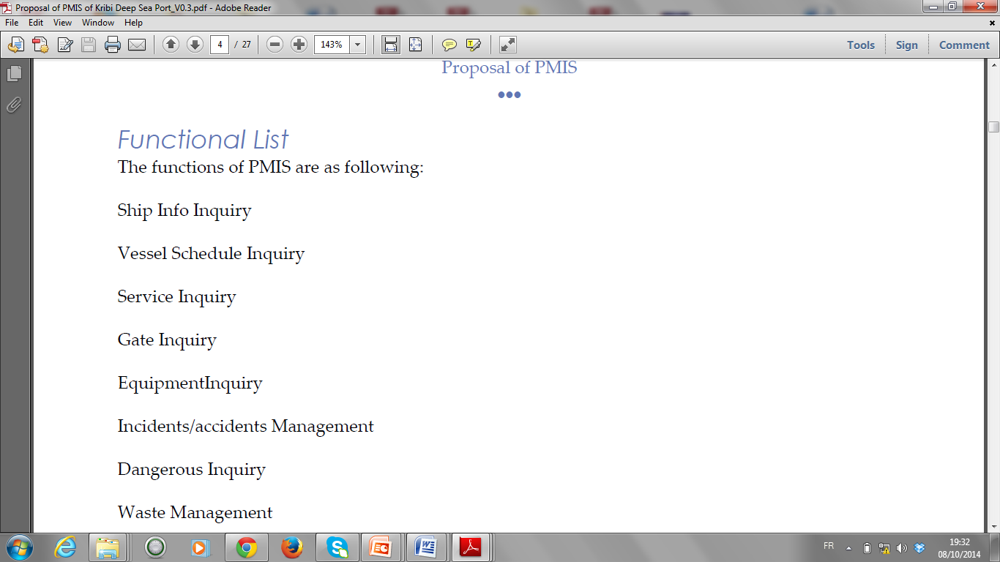 Proposal of PMIS of Kribi Deep Sea Port_V0.3.pdf - Adobe Reader
File Edit View Window Help
4 / 27
143%
Tools Sign Comment
Proposal of PMIS
•••
Functional List
The functions of PMIS are as following:
Ship Info Inquiry
Vessel Schedule Inquiry
Service Inquiry
Gate Inquiry
EquipmentInquiry
Incidents/accidents Management
Dangerous Inquiry
Waste Management
FR
19:32
08/10/2014